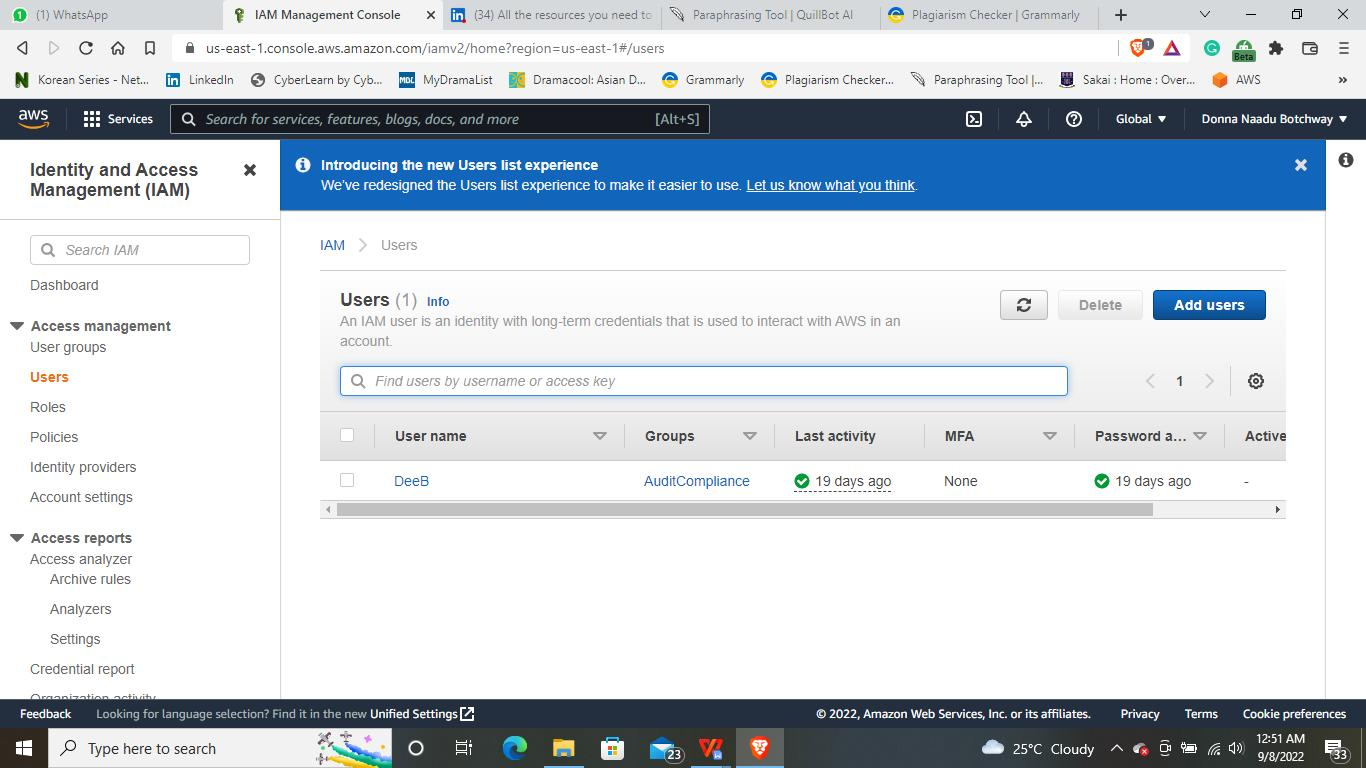 (1) WhatsApp
IAM Management Console
(34) All the resources you need to
Paraphrasing Tool | QuillBot AI
Plagiarism Checker | Grammarly
us-east-1.console.aws.amazon.com/iamv2/home?region=us-east-1#/users
1
Beta
Korean Series - Net...
LinkedIn
CyberLearn by Cyb...
MDL
MyDramaList
Dramacool: Asian D...
Grammarly
Plagiarism Checker...
Paraphrasing Tool |...
Sakai : Home : Over...
AWS
»
aws
Services
Search for services, features, blogs, docs, and more
[Alt+S]
Global
Donna Naadu Botchway
Identity and Access
Management (IAM)
Search IAM
Dashboard
Access management
User groups
Users
Roles
Policies
Identity providers
Account settings
Access reports
Access analyzer
Archive rules
Analyzers
Settings
Credential report
Organization activity
Introducing the new Users list experience
We've redesigned the Users list experience to make it easier to use. Let us know what you think.
IAM > Users
Users (1) Info
An IAM user is an identity with long-term credentials that is used to interact with AWS in an
account.
Delete
Add users
Find users by username or access key
1
User name
Groups
Last activity
MFA
Password a...
Active
DeeB
AuditCompliance
19 days ago
None
19 days ago
-
Feedback
Looking for language selection? Find it in the new Unified Settings
© 2022, Amazon Web Services, Inc. or its affiliates.
Privacy
Terms
Cookie preferences
Type here to search
23
25°C Cloudy
12:51 AM
9/8/2022
33